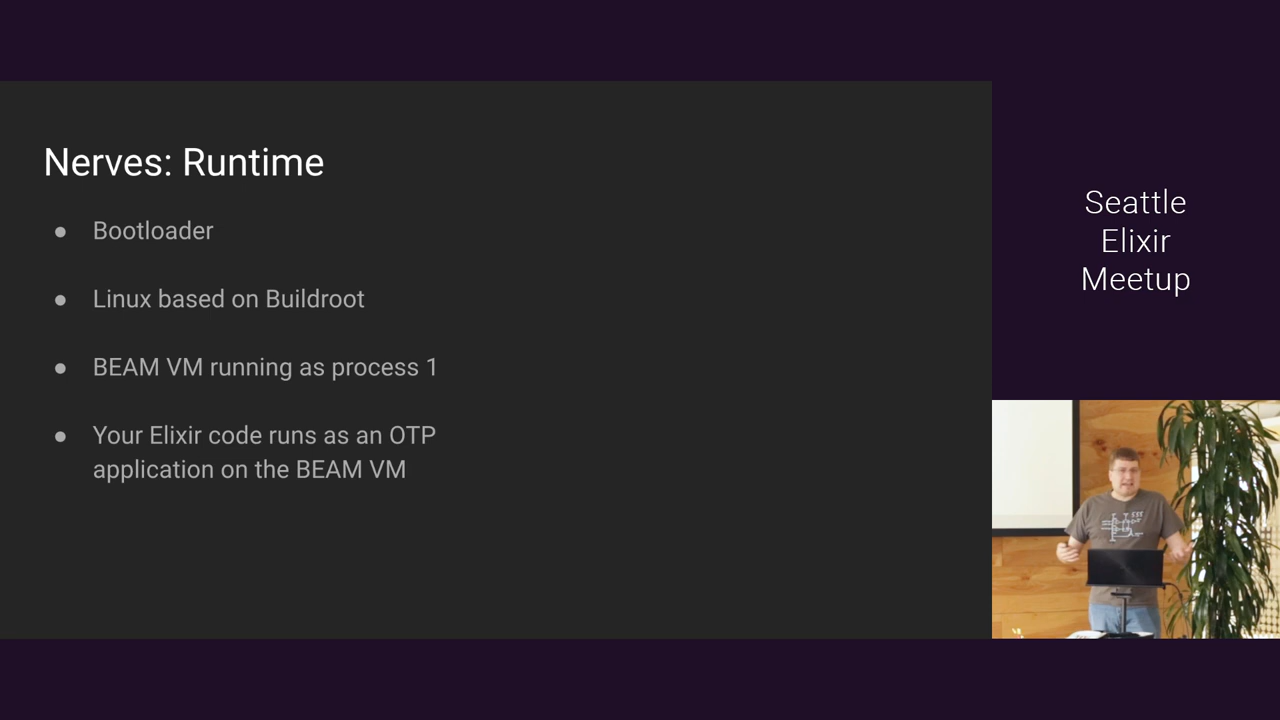 Nerves: Runtime
● Bootloader
● Linux based on Buildroot
● BEAM VM running as process 1
● Your Elixir code runs as an OTP
application on the BEAM VM
Seattle
Elixir
Meetup